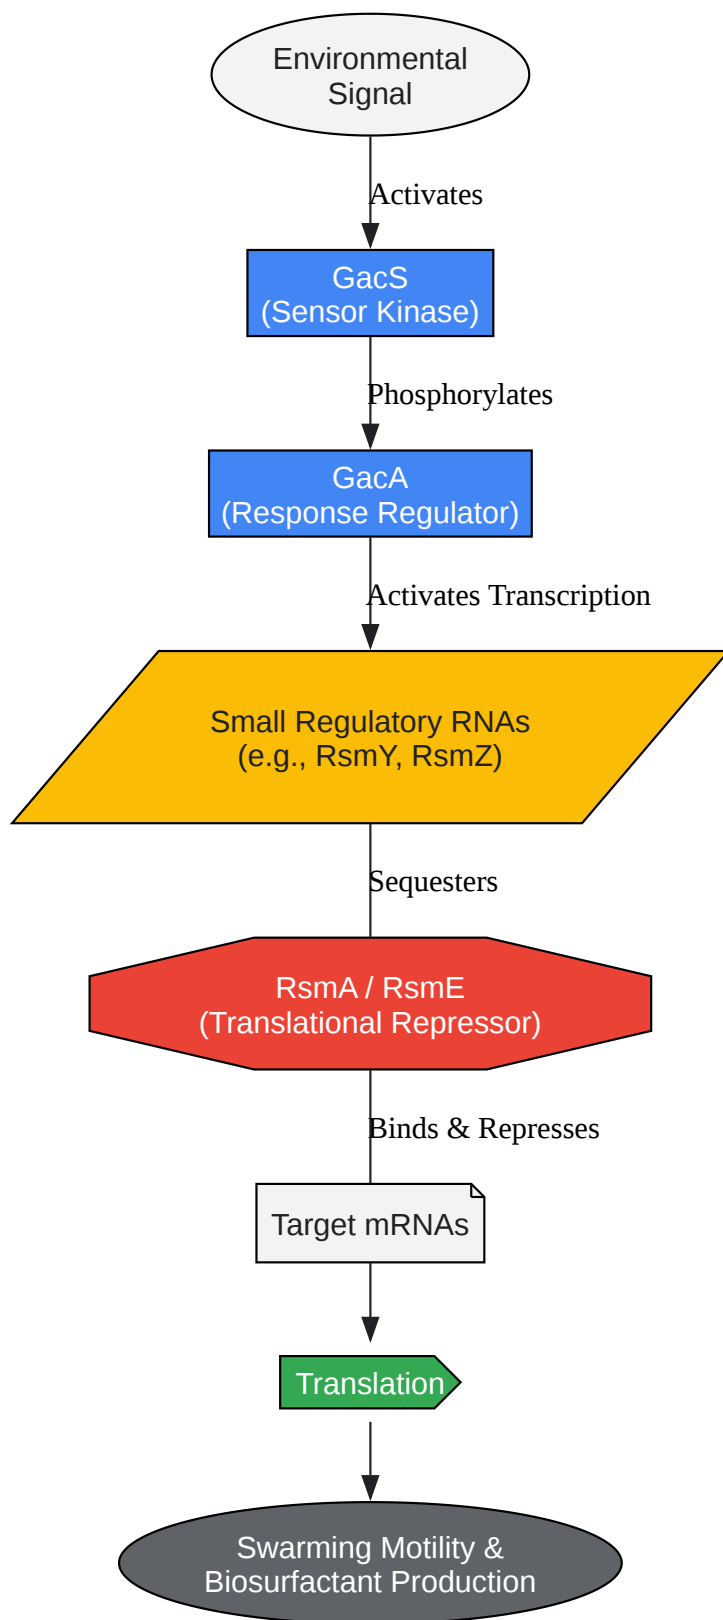 Environmental
Signal
Activates
GacS
(Sensor Kinase)
Phosphorylates
GacA
(Response Regulator)
Activates Transcription
Small Regulatory RNAs
(e.g., RsmY, RsmZ)
Sequesters
RsmA / RsmE
(Translational Repressor)
Binds & Represses
Target mRNAs
Translation
Swarming Motility &
Biosurfactant Production